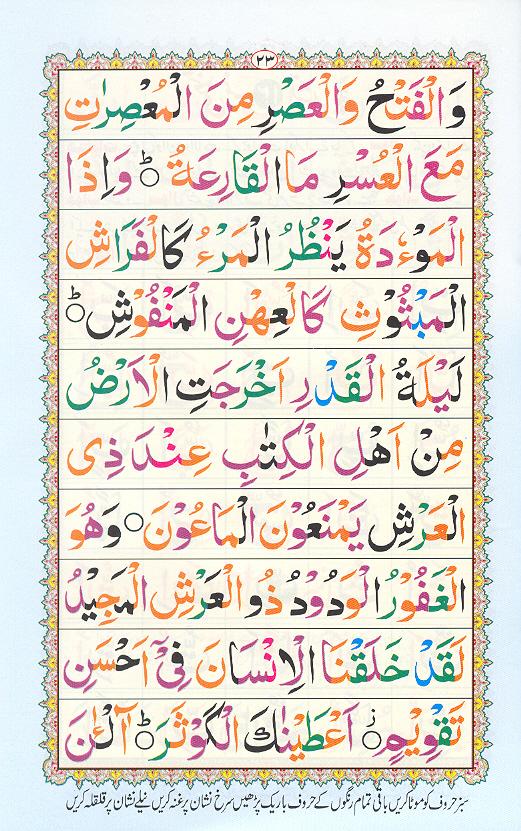 ٢٣
وَالْفَتْحُ وَالْعَصْرِ مِنَ الْمُعْصِرٰتِ
مَعَ الْعُسْرِ مَا الْقَارِعَةُ ۝ؕ وَاِذَا
الْمَوْءٗدَةُ يَنْظُرُ الْمَرْءُ كَالْفَرَاشِ
الْمَبْثُوْثِ كَالْعِهْنِ الْمَنْفُوْشِ ۝ؕ
لَيْلَةُ الْقَدْرِ اَخْرَجَتِ الْاَرْضُ
مِنْ اَهْلِ الْكِتٰبِ عِنْدَ ذِى
الْعَرْشِ يَمْنَعُوْنَ الْمَاعُوْنَ ۝ وَهُوَ
الْغَفُوْرُ الْوَدُوْدُ ذُو الْعَرْشِ الْمَجِيْدُ
لَقَدْ خَلَقْنَا الْاِنْسَانَ فِىْٓ اَحْسَنِ
تَقْوِيْمٍ ۝ز اَعْطَيْنٰكَ الْكَوْثَرَ ۝ؕ آٰلْـٰٔنَ
سبز حروف کو موٹا کریں باقی تمام رنگوں کے حروف باریک پڑھیں سرخ نشان پر غنہ کریں نیلے نشان پر قلقلہ کریں